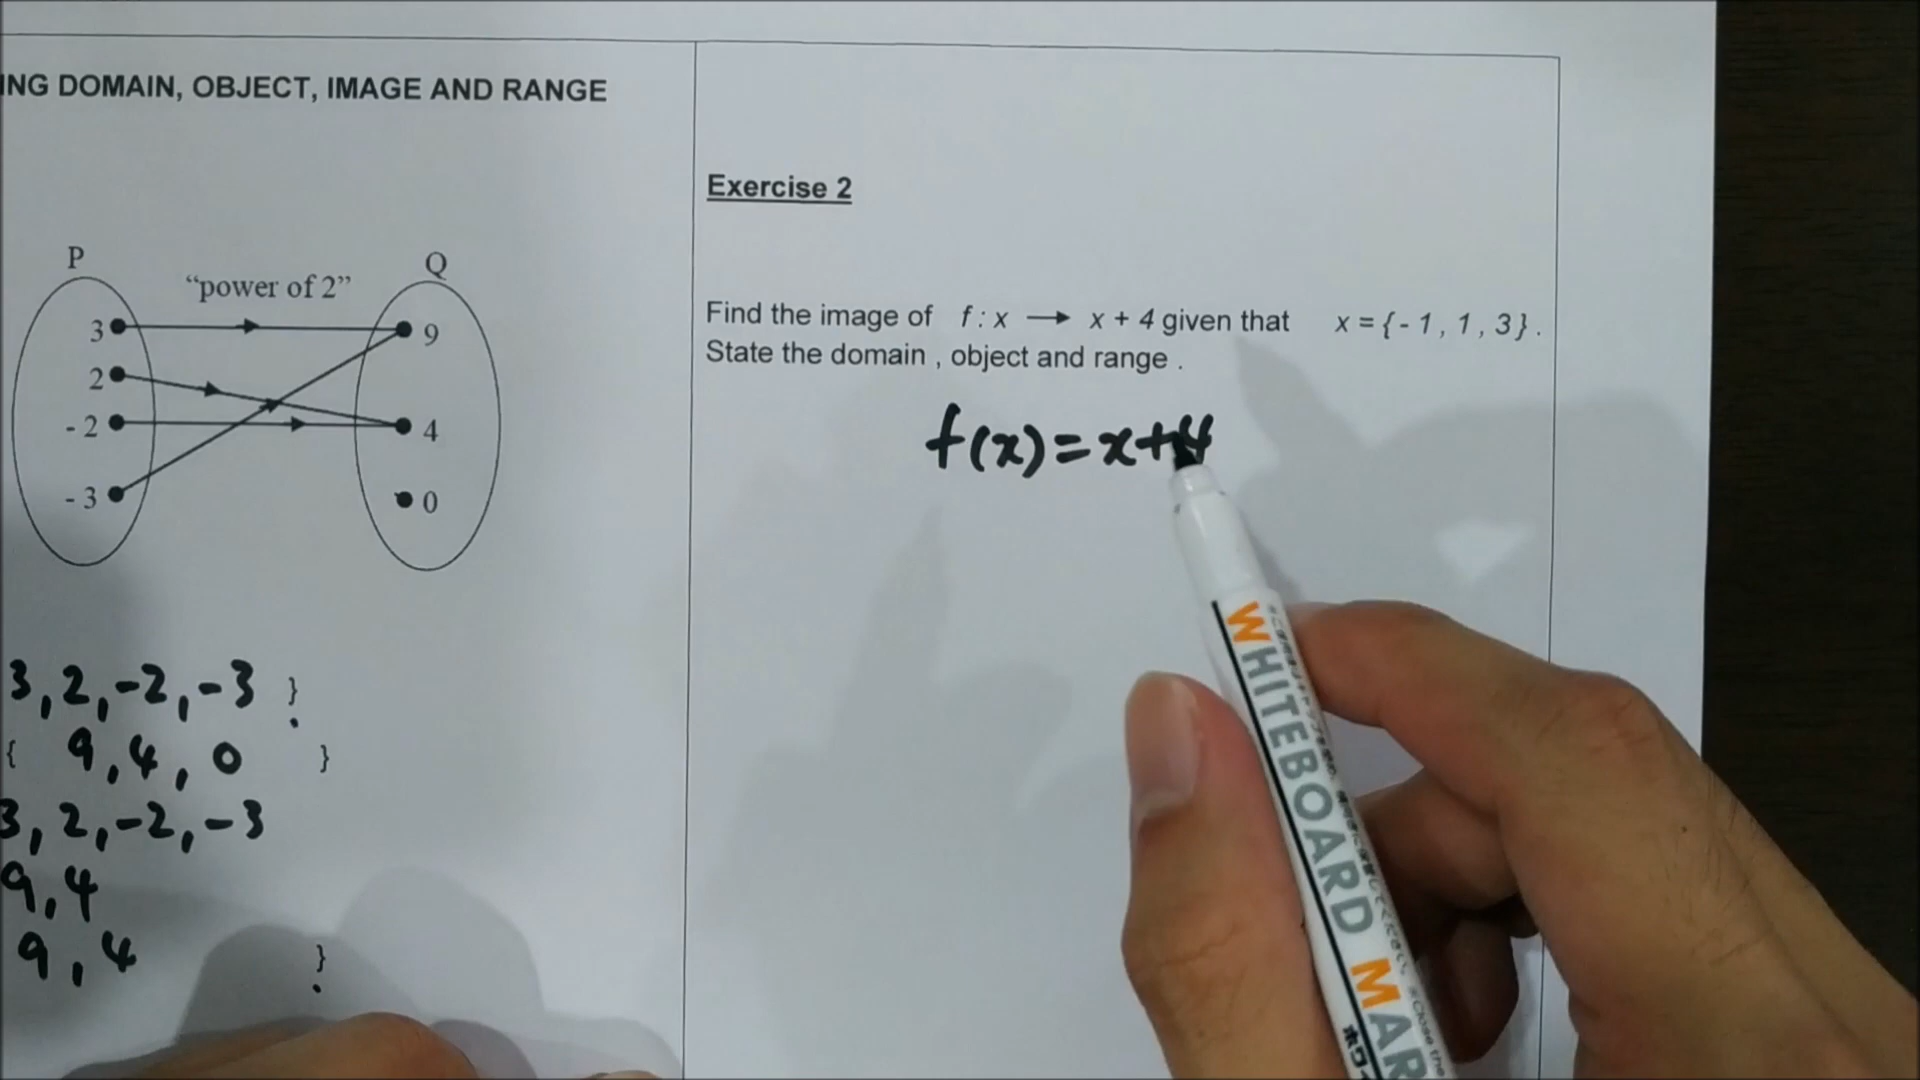 ING DOMAIN, OBJECT, IMAGE AND RANGE
P
"power of 2"
Q
3
9
2
- 2
4
- 3
0
3, 2, -2, -3 }
{ 9, 4, 0 }
3, 2, -2, -3
9, 4
9, 4 }
Exercise 2
Find the image of f : x → x + 4 given that x = { - 1 , 1 , 3 } .
State the domain , object and range .
f(x) = x+4
WHITEBOARD MAR